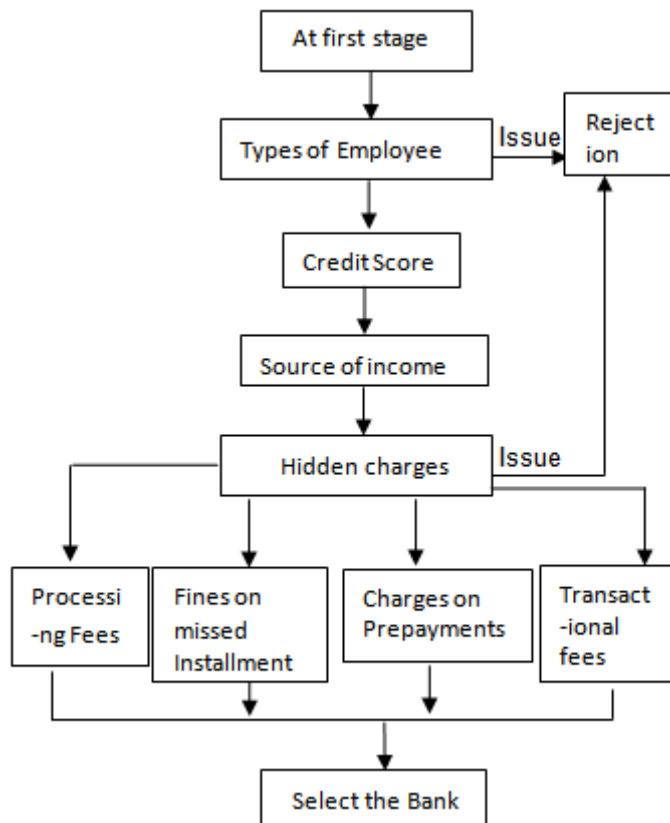 At first stage
Types of Employee
Issue
Reject
ion
Credit Score
Source of income
Hidden charges
Issue
Processi
-ng Fees
Fines on
missed
Installment
Charges on
Prepayments
Transact
-ional
fees
Select the Bank